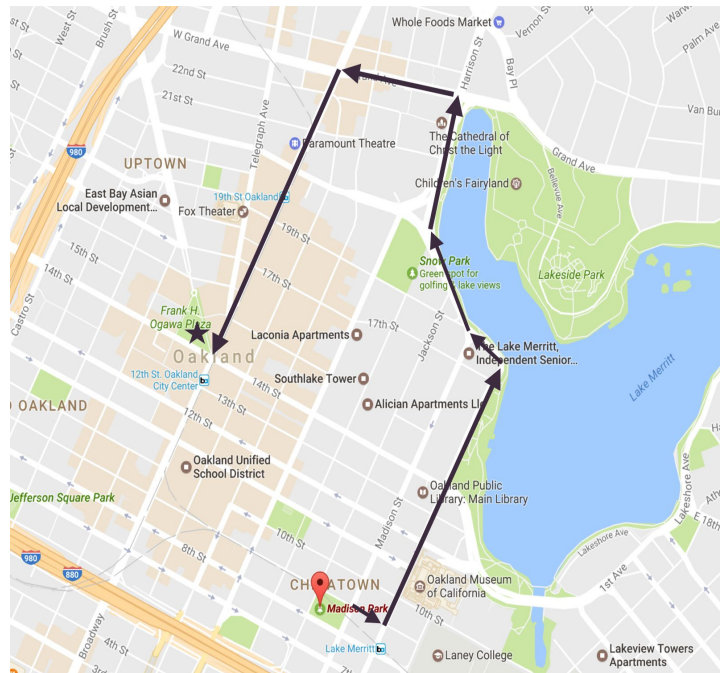 Whole Foods Market
West St
Brush St
W Grand Ave
Harrison St
Vernon St
Bay Pl
Palm Ave
22nd St
21st St
Telegraph Ave
Van Bu
980
Paramount Theatre
The Cathedral of
Christ the Light
Grand Ave
UPTOWN
East Bay Asian
Local Development...
19th St Oakland
Fox Theater
Children's Fairyland
Bellevue Ave
19th St
15th St
14th St
17th St
Snow Park
Green spot for
golfing & lake views
Lakeside Park
Castro St
Frank H.
Ogawa Plaza
Laconia Apartments
17th St
Jackson St
The Lake Merritt,
Independent Senior...
Oakland
12th St. Oakland
City Center
14th St
Southlake Tower
Lake Merritt
13th St
Alician Apartments Llc
OAKLAND
12th St
Oakland Unified
School District
Oakland Public
Library: Main Library
Lakeshore Ave
Jefferson Square Park
Madison St
E 18th
10th St
Lakeshore Ave
8th St
980
880
1st Ave
CHINATOWN
Oakland Museum
of California
Madison Park
10th St
Broadway
4th St
Lake Merritt
7th
Laney College
Lakeview Towers
Apartments
3rd